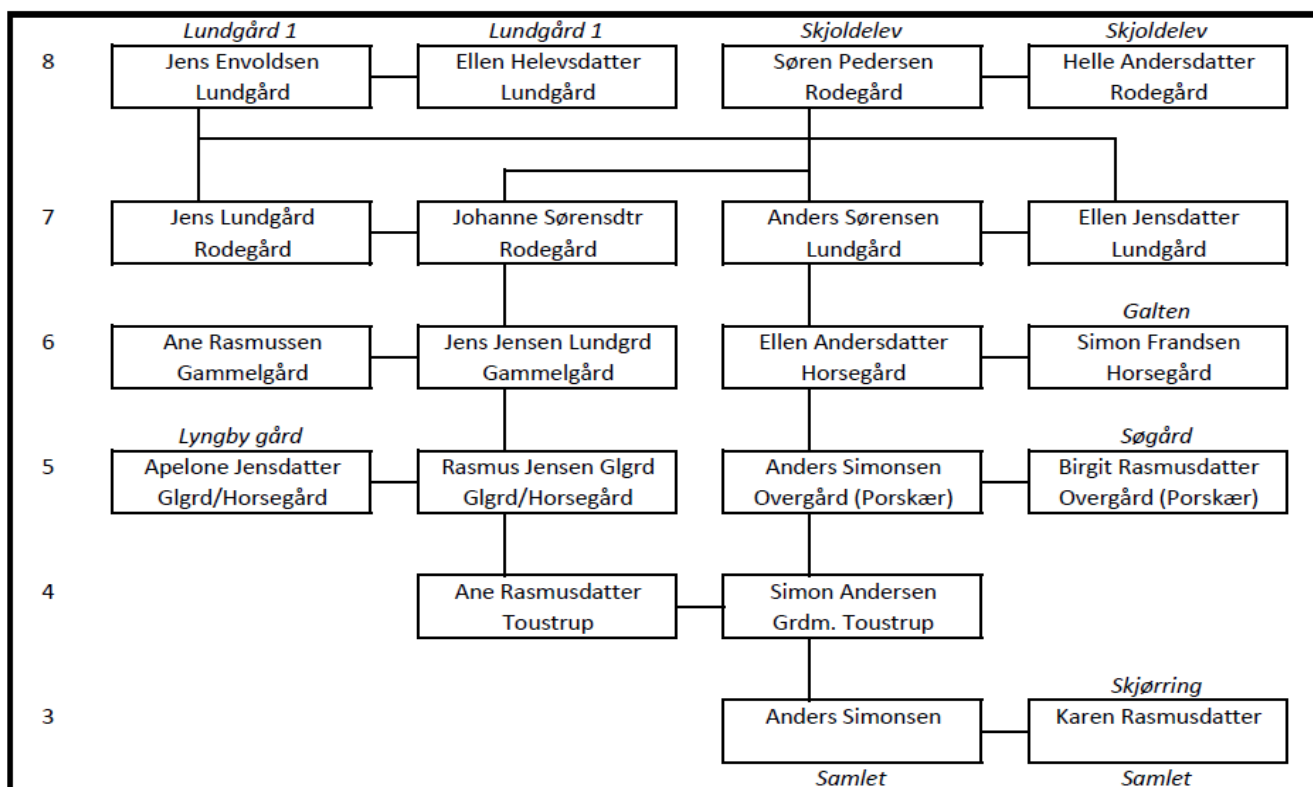 Lundgård 1 Lundgård 1 Skjoldelev Skjoldelev
8 Jens Envoldsen Ellen Helevsdatter Søren Pedersen Helle Andersdatter
Lundgård Lundgård Rodegård Rodegård
7 Jens Lundgård Johanne Sørensdtr Anders Sørensen Ellen Jensdatter
Rodegård Rodegård Lundgård Lundgård
Galten
6 Ane Rasmussen Jens Jensen Lundgrd Ellen Andersdatter Simon Frandsen
Gammelgård Gammelgård Horsegård Horsegård
Lyngby gård Søgård
5 Apelone Jensdatter Rasmus Jensen Glgrd Anders Simonsen Birgit Rasmusdatter
Glgrd/Horsegård Glgrd/Horsegård Overgård (Porskær) Overgård (Porskær)
4 Ane Rasmusdatter Simon Andersen
Toustrup Grdm. Toustrup
Skjørring
3 Anders Simonsen Karen Rasmusdatter
Samlet Samlet